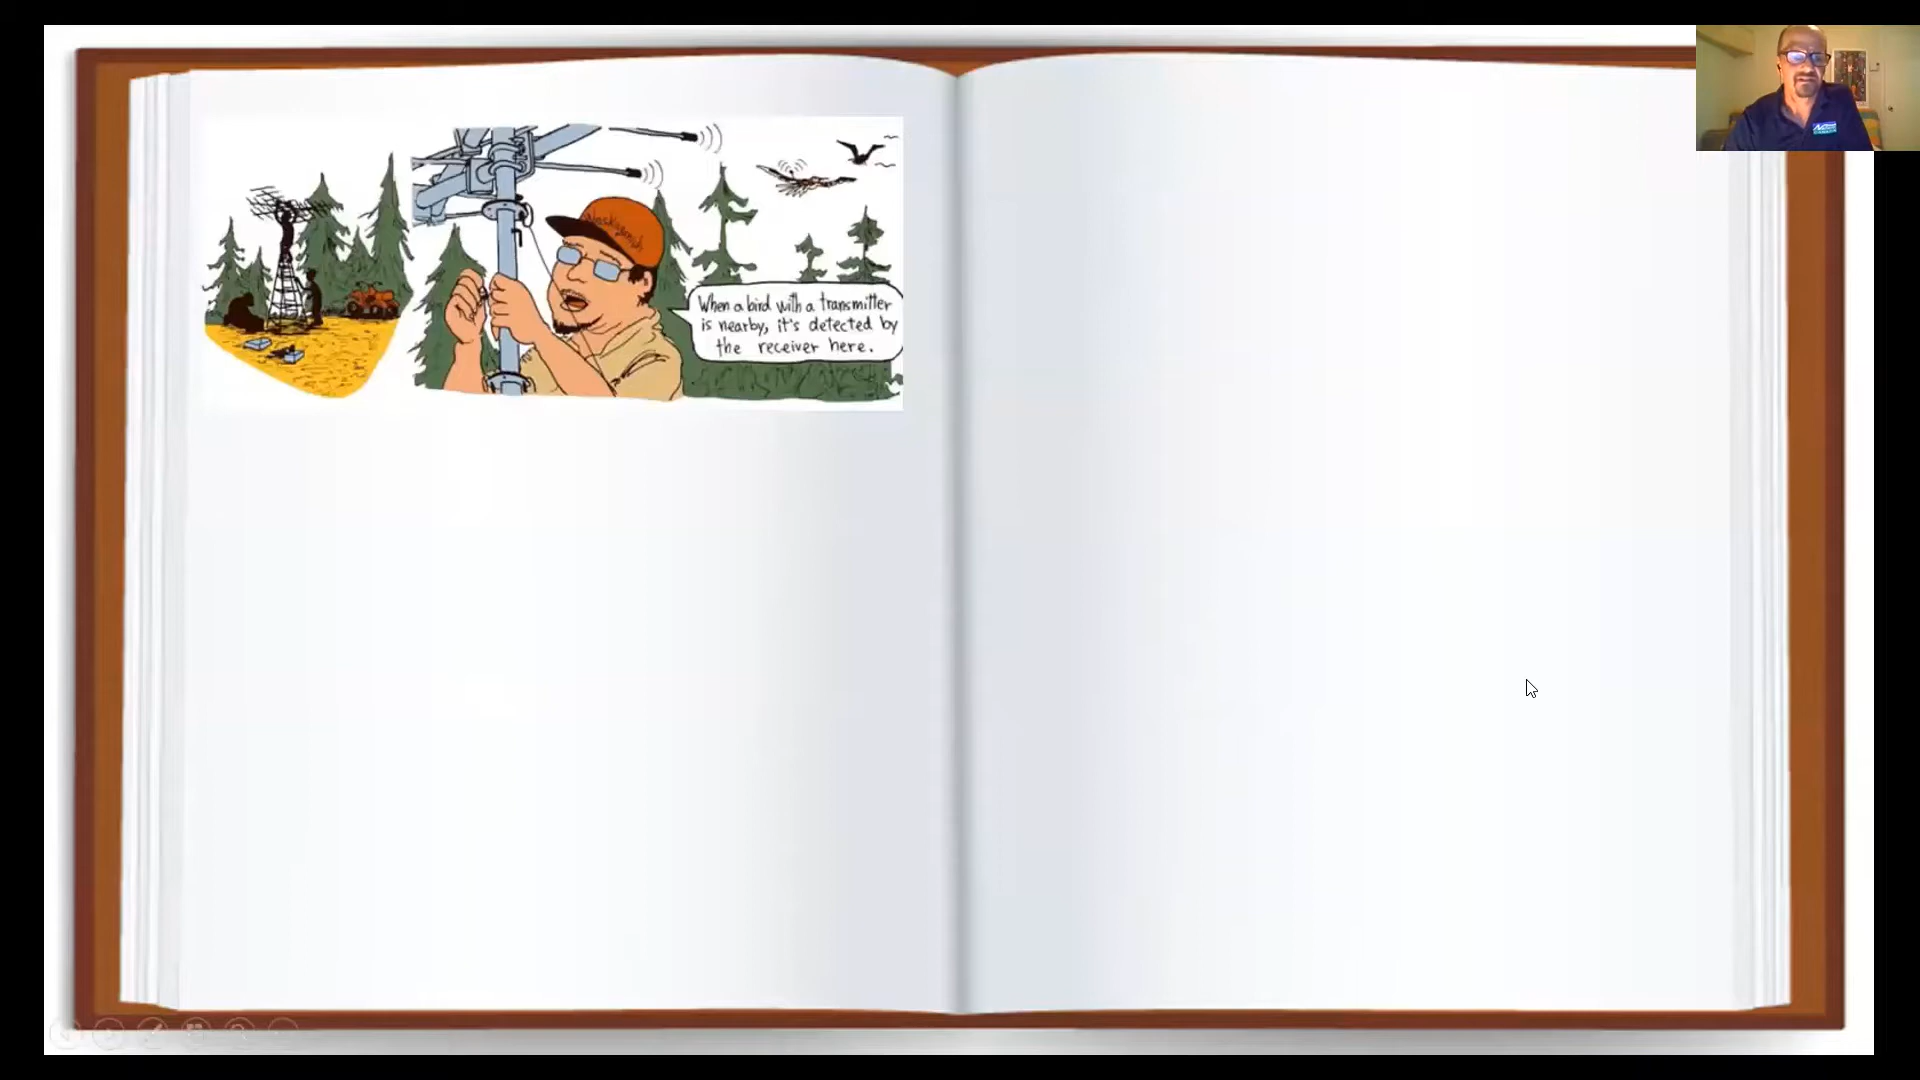 When a bird with a transmitter
is nearby, it's detected by
the receiver here.